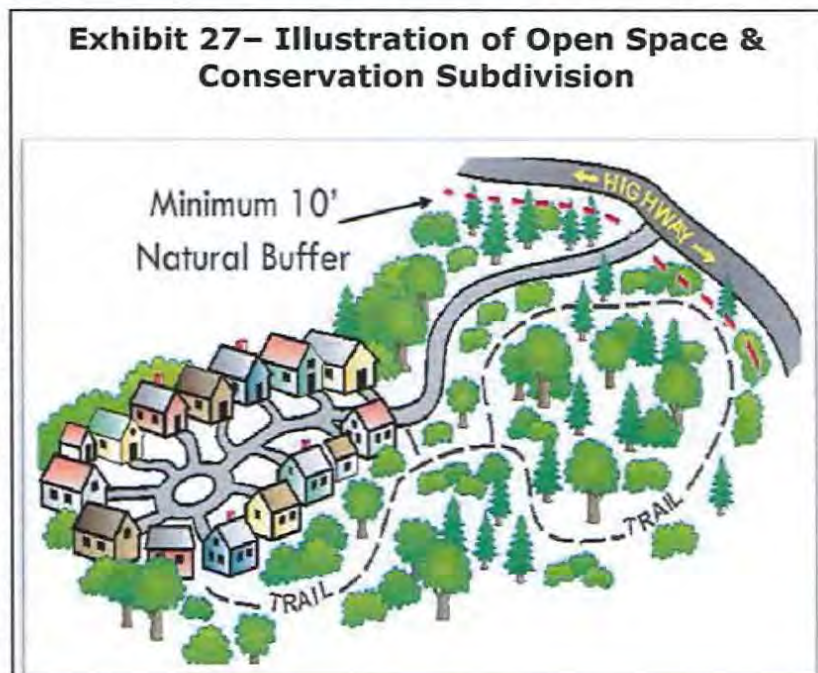 Exhibit 27– Illustration of Open Space &
Conservation Subdivision
Minimum 10'
Natural Buffer
HIGHWAY
TRAIL
TRAIL